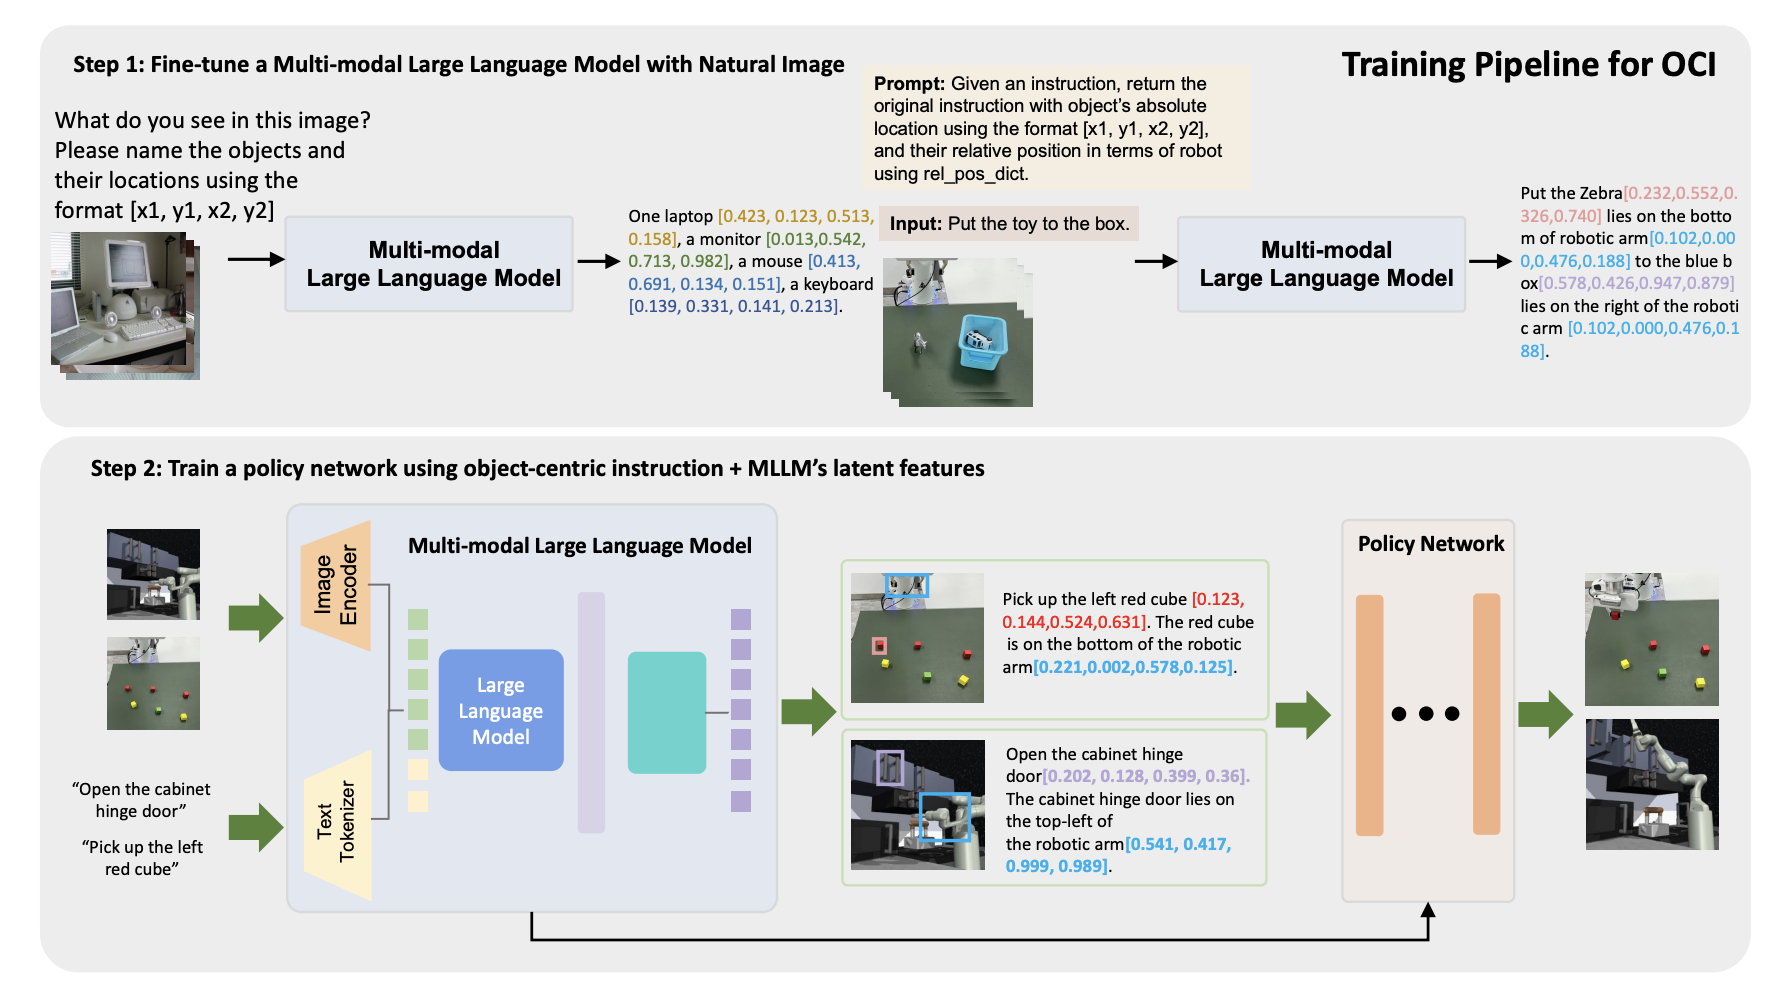 Step 1: Fine-tune a Multi-modal Large Language Model with Natural Image
Training Pipeline for OCI
What do you see in this image?
Please name the objects and
their locations using the
format [x1, y1, x2, y2]
Multi-modal
Large Language Model
One laptop [0.423, 0.123, 0.513,
0.158], a monitor [0.013,0.542,
0.713, 0.982], a mouse [0.413,
0.691, 0.134, 0.151], a keyboard
[0.139, 0.331, 0.141, 0.213].
Prompt: Given an instruction, return the
original instruction with object's absolute
location using the format [x1, y1, x2, y2],
and their relative position in terms of robot
using rel_pos_dict.
Input: Put the toy to the box.
Multi-modal
Large Language Model
Put the Zebra[0.232,0.552,0.
326,0.740] lies on the botto
m of robotic arm[0.102,0.00
0,0.476,0.188] to the blue b
ox[0.578,0.426,0.947,0.879]
lies on the right of the roboti
c arm [0.102,0.000,0.476,0.1
88].
Step 2: Train a policy network using object-centric instruction + MLLM's latent features
“Open the cabinet
hinge door”
“Pick up the left
red cube”
Image
Encoder
Text
Tokenizer
Multi-modal Large Language Model
Large
Language
Model
Pick up the left red cube [0.123,
0.144,0.524,0.631]. The red cube
is on the bottom of the robotic
arm[0.221,0.002,0.578,0.125].
Open the cabinet hinge
door[0.202, 0.128, 0.399, 0.36].
The cabinet hinge door lies on
the top-left of
the robotic arm[0.541, 0.417,
0.999, 0.989].
Policy Network